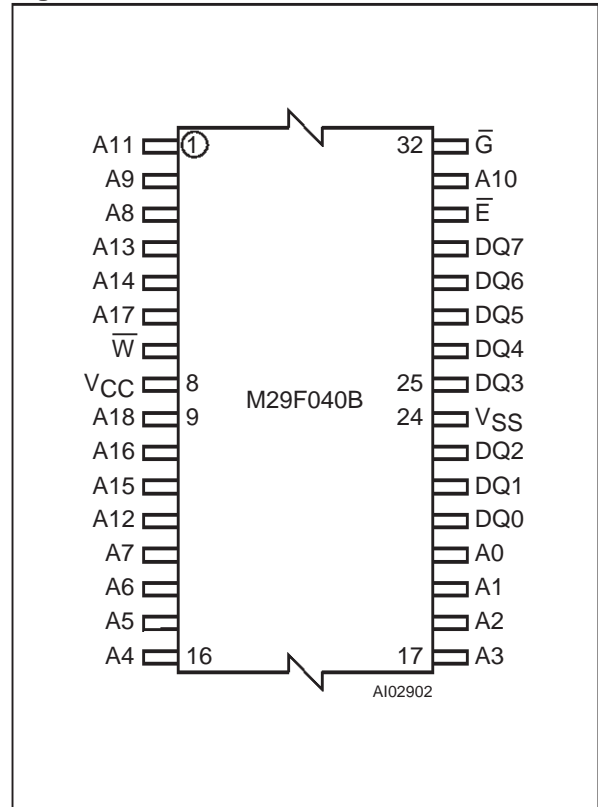 A11 1 32 G̅
A9 A10
A8 E̅
A13 DQ7
A14 DQ6
A17 DQ5
W̅ DQ4
VCC 8 25 DQ3
M29F040B
A18 9 24 VSS
A16 DQ2
A15 DQ1
A12 DQ0
A7 A0
A6 A1
A5 A2
A4 16 17 A3
AI02902